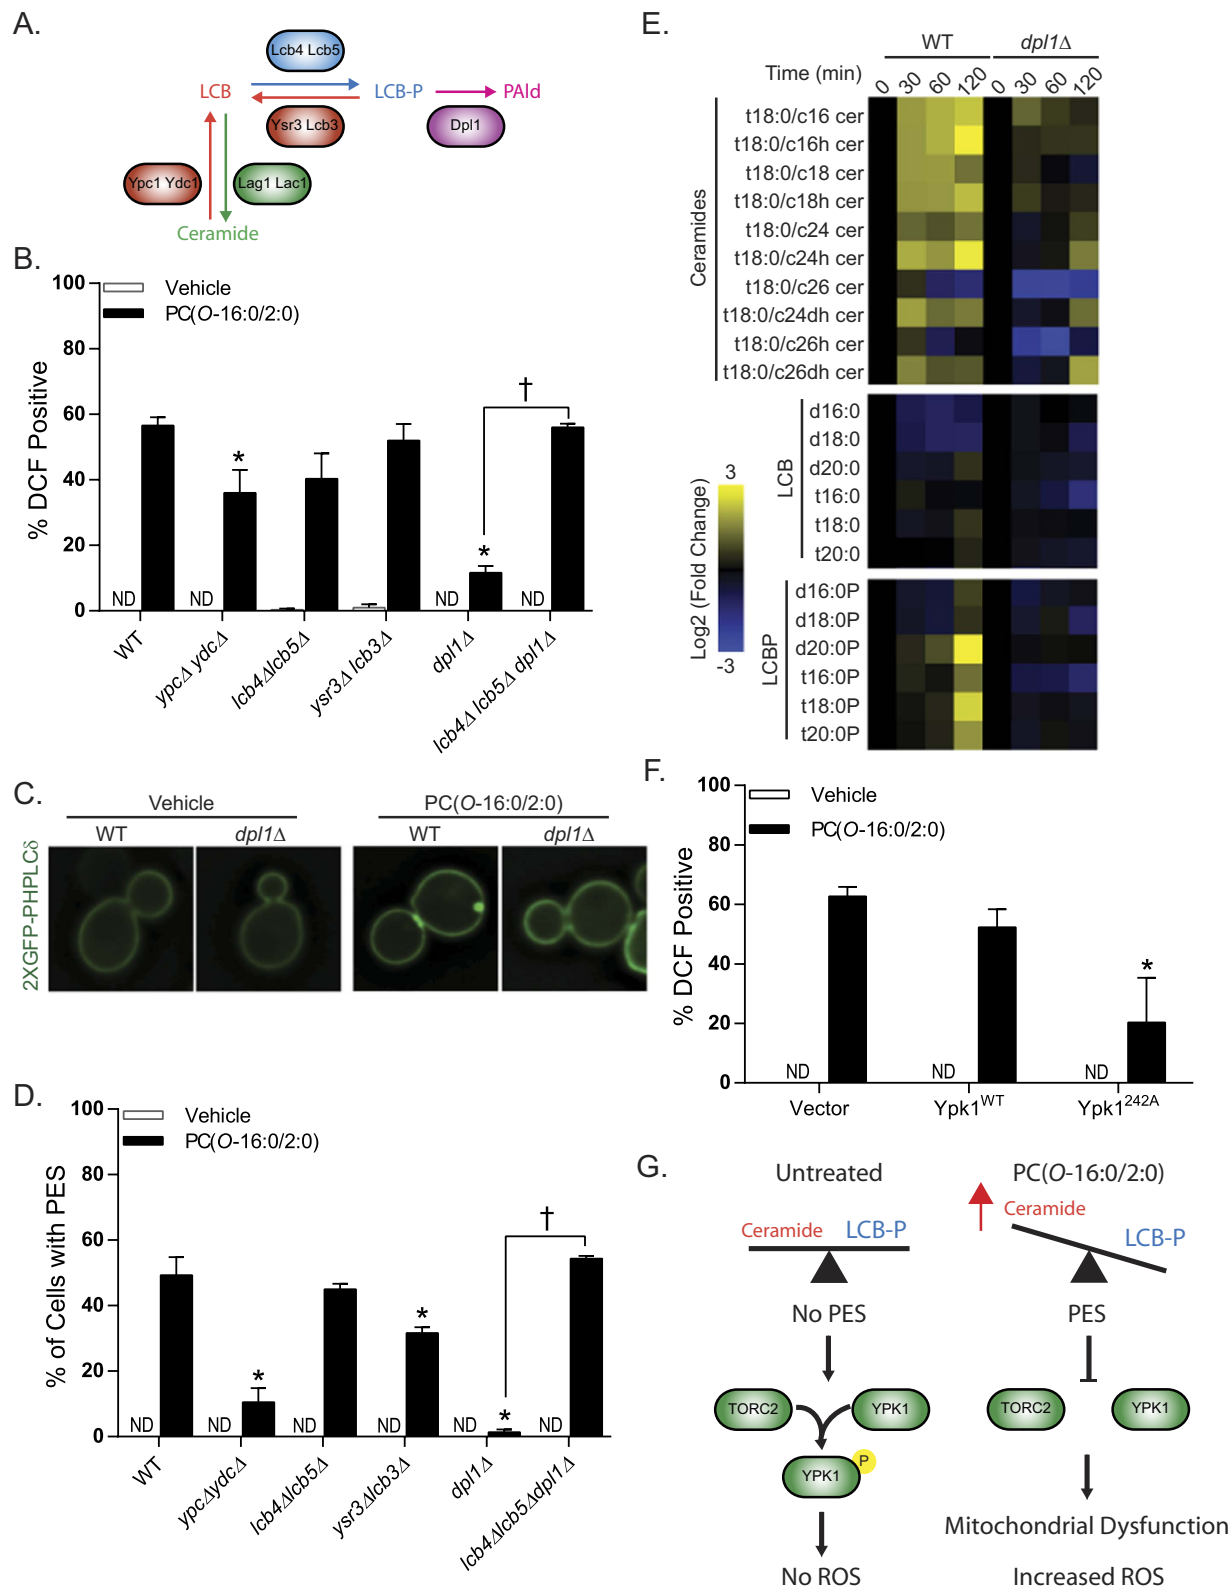 A.
Lcb4 Lcb5
LCB
LCB-P
PAld
Ysr3 Lcb3
Dpl1
Ypc1 Ydc1
Lag1 Lac1
Ceramide
B.
Vehicle
PC(O-16:0/2:0)
% DCF Positive
100
80
60
40
20
0
ND
ND
ND
ND
*
*
†
WT
ypcΔ ydcΔ
lcb4Δlcb5Δ
ysr3Δ lcb3Δ
dpl1Δ
lcb4Δ lcb5Δ dpl1Δ
C.
Vehicle
PC(O-16:0/2:0)
WT
dpl1Δ
WT
dpl1Δ
2XGFP-PHPLCδ
D.
Vehicle
PC(O-16:0/2:0)
% of Cells with PES
100
80
60
40
20
0
ND
ND
ND
ND
ND
ND
*
*
*
†
WT
ypcΔydcΔ
lcb4Δlcb5Δ
ysr3Δlcb3Δ
dpl1Δ
lcb4Δlcb5Δdpl1Δ
E.
WT
dpl1Δ
Time (min)
0 30 60 120 0 30 60 120
Ceramides
t18:0/c16 cer
t18:0/c16h cer
t18:0/c18 cer
t18:0/c18h cer
t18:0/c24 cer
t18:0/c24h cer
t18:0/c26 cer
t18:0/c24dh cer
t18:0/c26h cer
t18:0/c26dh cer
LCB
d16:0
d18:0
d20:0
t16:0
t18:0
t20:0
LCBP
d16:0P
d18:0P
d20:0P
t16:0P
t18:0P
t20:0P
3
Log2 (Fold Change)
-3
F.
Vehicle
PC(O-16:0/2:0)
% DCF Positive
100
80
60
40
20
0
ND
ND
ND
*
Vector
Ypk1WT
Ypk1242A
G.
Untreated
Ceramide
LCB-P
No PES
TORC2
YPK1
YPK1
P
No ROS
PC(O-16:0/2:0)
Ceramide
LCB-P
PES
TORC2
YPK1
Mitochondrial Dysfunction
Increased ROS